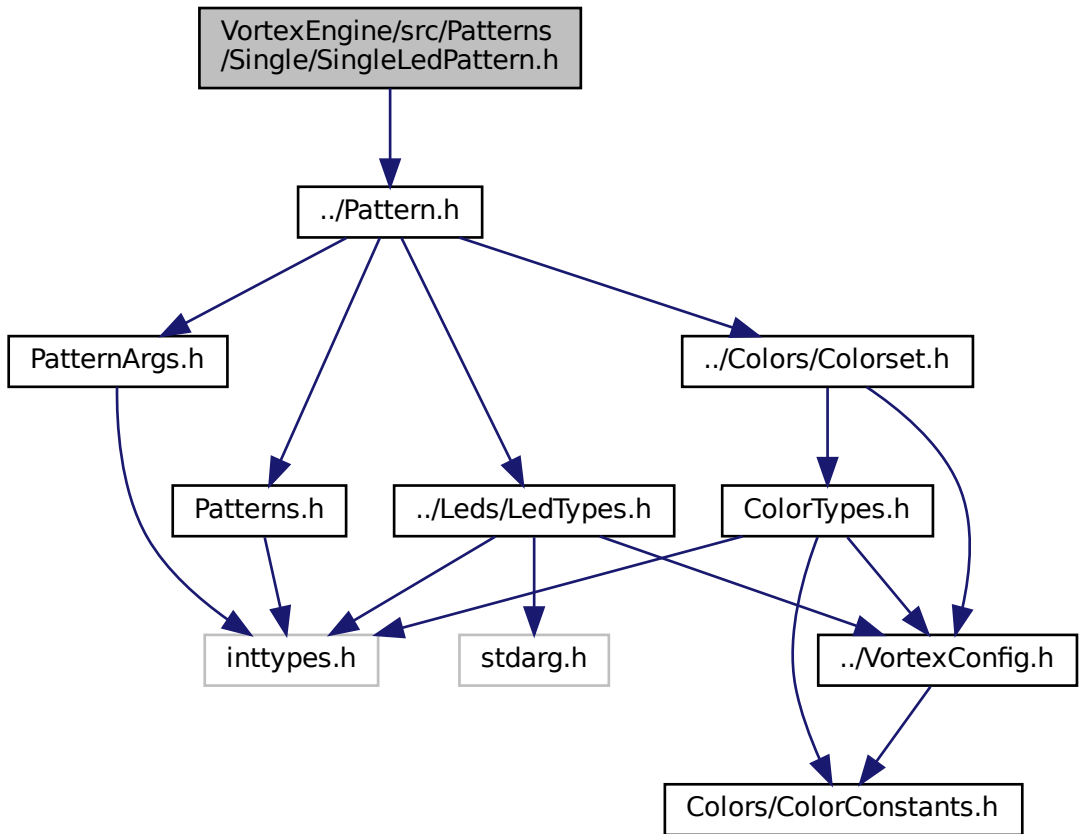 VortexEngine/src/Patterns
/Single/SingleLedPattern.h
../Pattern.h
PatternArgs.h
../Colors/Colorset.h
Patterns.h
../Leds/LedTypes.h
ColorTypes.h
inttypes.h
stdarg.h
../VortexConfig.h
Colors/ColorConstants.h